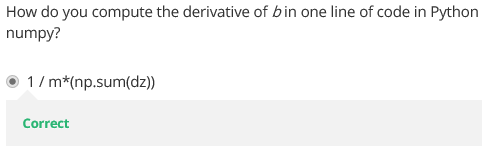 How do you compute the derivative of b in one line of code in Python
numpy?
1 / m*(np.sum(dz))
Correct